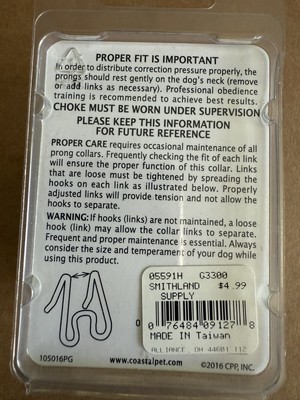 PROPER FIT IS IMPORTANT
In order to distribute correction pressure properly, the
prongs should rest gently on the dog's neck (remove
or add links as necessary). Professional obedience
training is recommended to achieve best results.
CHOKE MUST BE WORN UNDER SUPERVISION
PLEASE KEEP THIS INFORMATION
FOR FUTURE REFERENCE
PROPER CARE requires occasional maintenance of all
prong collars. Frequently checking the fit of each link
will ensure the proper function of this collar. Links
that are loose must be tightened by spreading the
hooks on each link as illustrated below. Properly
adjusted links will provide tension and not allow the
hooks to separate.
WARNING: If hooks (links) are not maintained, a loose
hook (link) may allow the collar links to separate.
Frequent and proper maintenance is essential. Always
consider the size and temperament of your dog while
using this product.
05591H G3300
SMITHLAND $4.99
SUPPLY
0 76484 09127 8
MADE IN Taiwan
ALLIANCE, OH 44601 112
105016PG
www.coastalpet.com
©2016 CPP, INC.